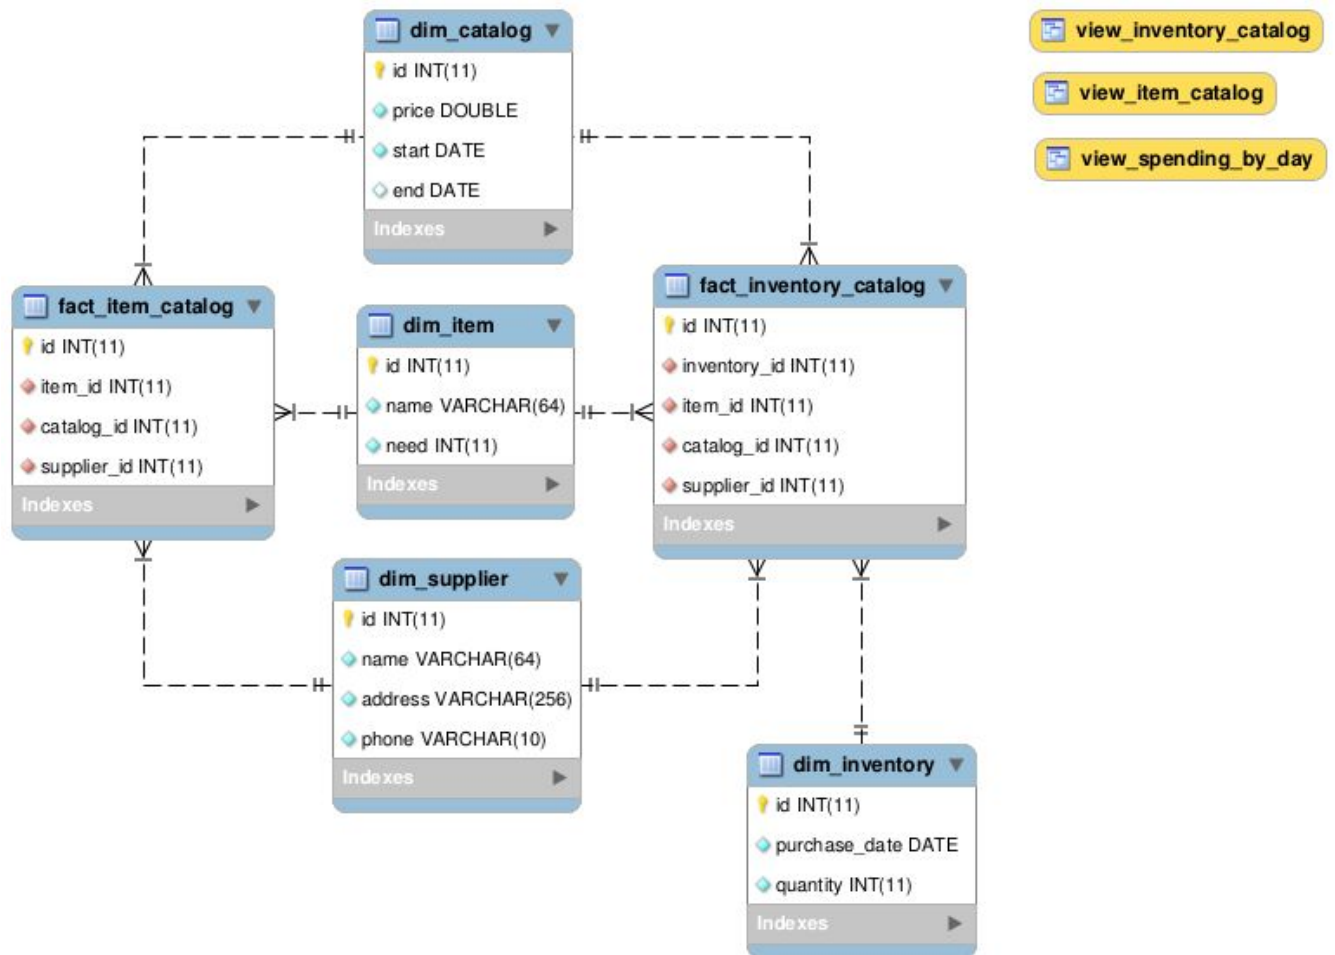 dim_catalog
id INT(11)
price DOUBLE
start DATE
end DATE
Indexes
view_inventory_catalog
view_item_catalog
view_spending_by_day
fact_item_catalog
id INT(11)
item_id INT(11)
catalog_id INT(11)
supplier_id INT(11)
Indexes
dim_item
id INT(11)
name VARCHAR(64)
need INT(11)
Indexes
fact_inventory_catalog
id INT(11)
inventory_id INT(11)
item_id INT(11)
catalog_id INT(11)
supplier_id INT(11)
Indexes
dim_supplier
id INT(11)
name VARCHAR(64)
address VARCHAR(256)
phone VARCHAR(10)
Indexes
dim_inventory
id INT(11)
purchase_date DATE
quantity INT(11)
Indexes